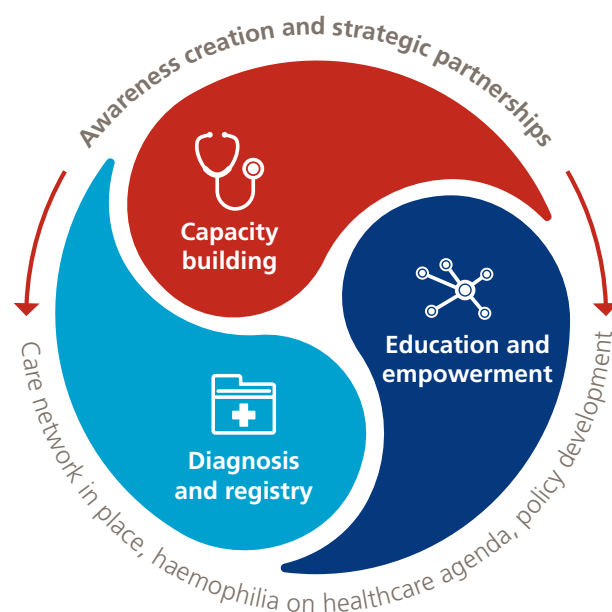 Awareness creation and strategic partnerships
Capacity
building
Education and
empowerment
Diagnosis
and registry
Care network in place, haemophilia on healthcare agenda, policy development